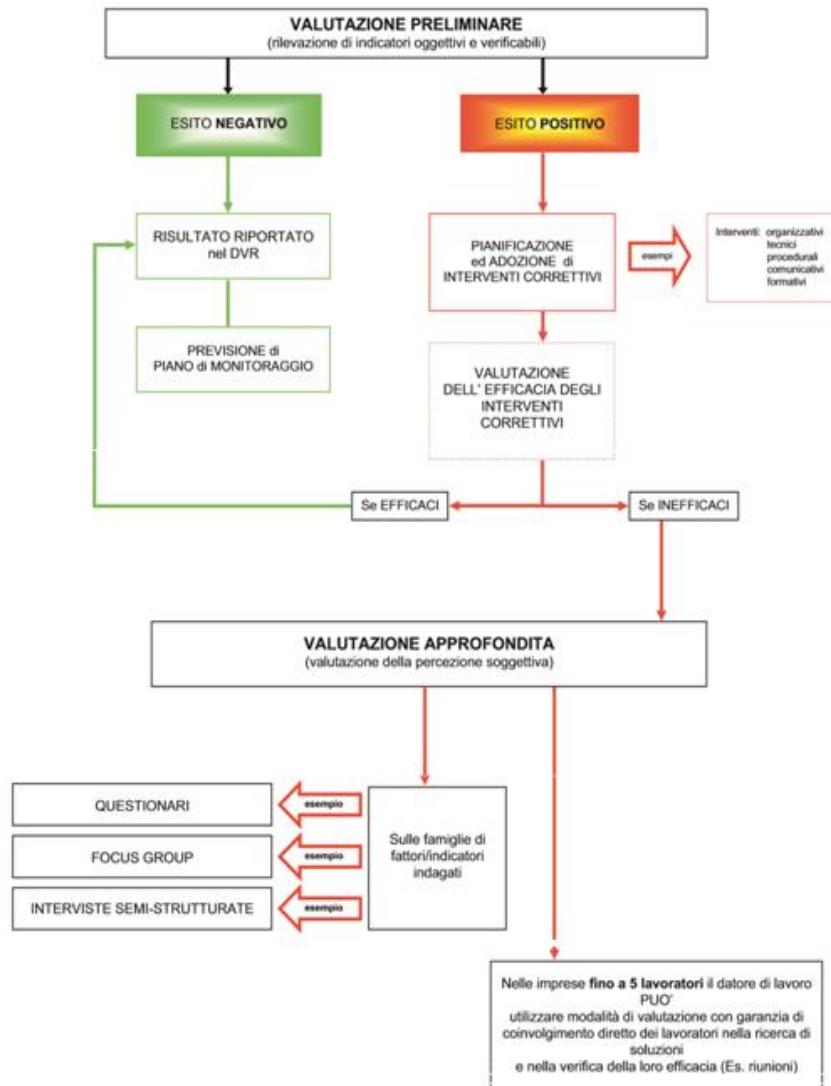 VALUTAZIONE PRELIMINARE
(rilevazione di indicatori oggettivi e verificabili)
ESITO NEGATIVO
ESITO POSITIVO
RISULTATO RIPORTATO
nel DVR
PIANIFICAZIONE
ed ADOZIONE di
INTERVENTI CORRETTIVI
esempi
Interventi: organizzativi
tecnici
procedurali
comunicativi
formativi
PREVISIONE di
PIANO di MONITORAGGIO
VALUTAZIONE
DELL' EFFICACIA DEGLI
INTERVENTI
CORRETTIVI
Se EFFICACI
Se INEFFICACI
VALUTAZIONE APPROFONDITA
(valutazione della percezione soggettiva)
QUESTIONARI
esempio
FOCUS GROUP
esempio
INTERVISTE SEMI-STRUTTURATE
esempio
Sulle famiglie di
fattori/indicatori
indagati
Nelle imprese fino a 5 lavoratori il datore di lavoro
PUO'
utilizzare modalità di valutazione con garanzia di
coinvolgimento diretto dei lavoratori nella ricerca di
soluzioni
e nella verifica della loro efficacia (Es. riunioni)